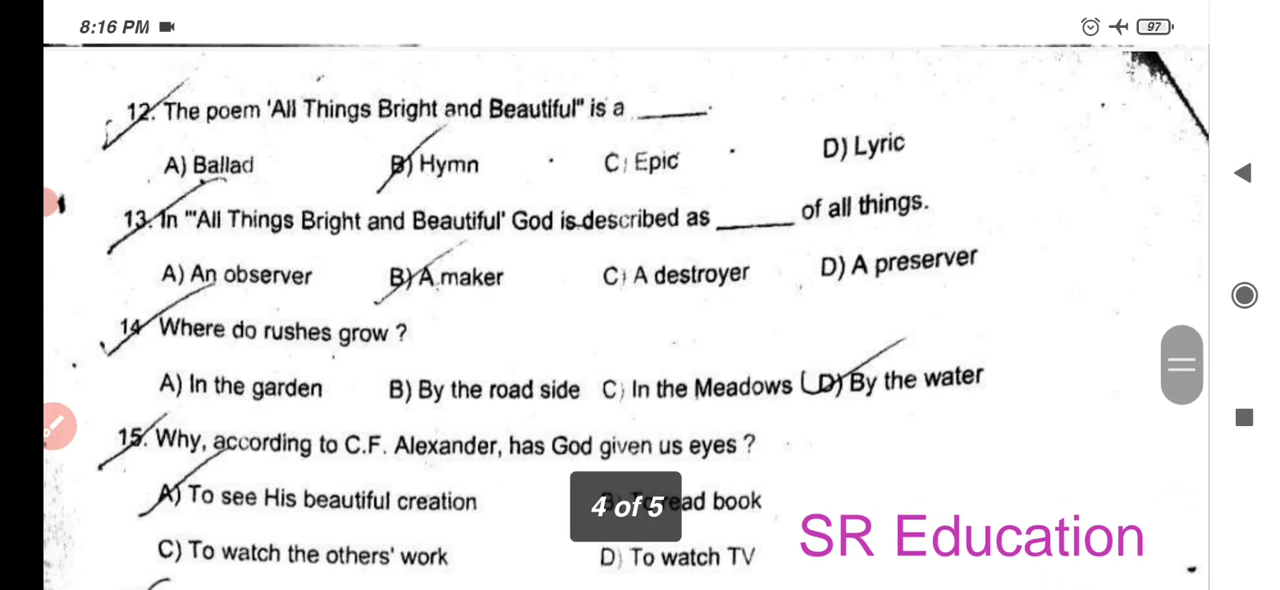 8:16 PM
97
12. The poem 'All Things Bright and Beautiful" is a ______.
A) Ballad B) Hymn C) Epic D) Lyric
13. In "'All Things Bright and Beautiful' God is described as ______ of all things.
A) An observer B) A maker C) A destroyer D) A preserver
14 Where do rushes grow ?
A) In the garden B) By the road side C) In the Meadows D) By the water
15. Why, according to C.F. Alexander, has God given us eyes ?
A) To see His beautiful creation B) To read book
4 of 5
C) To watch the others' work D) To watch TV
SR Education